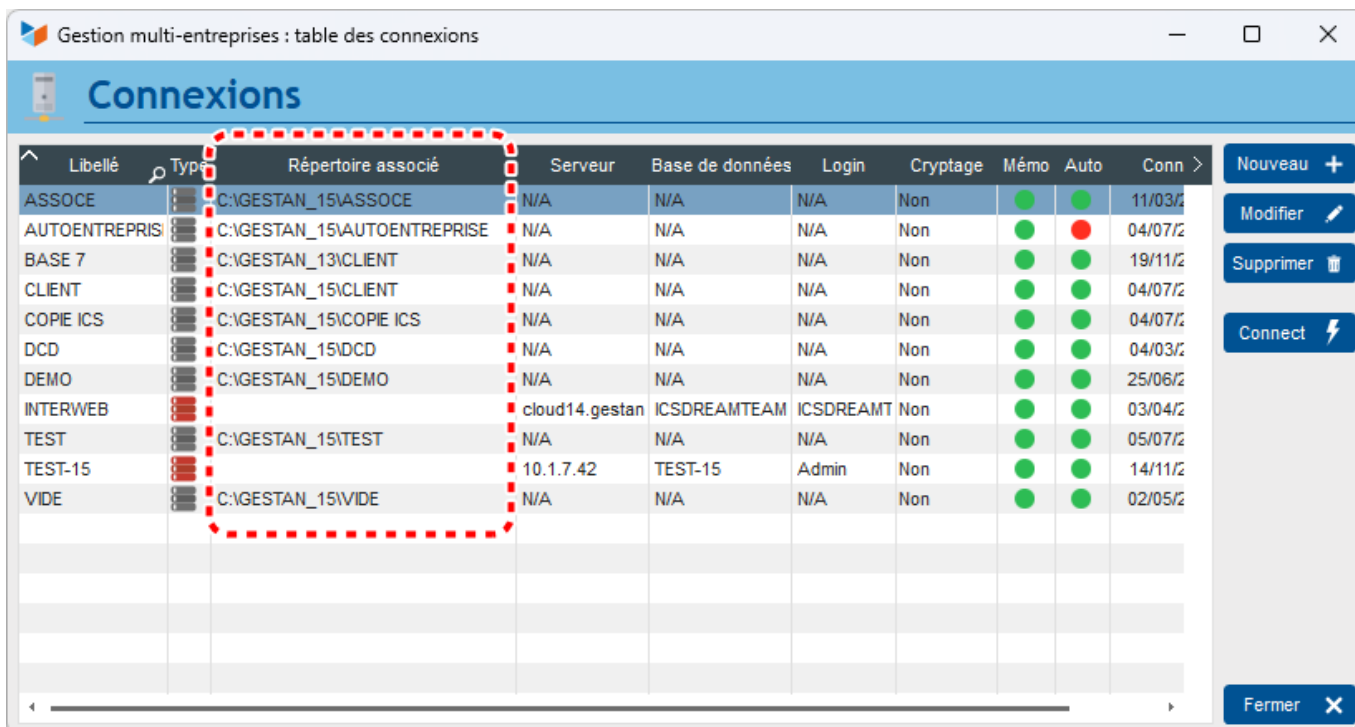 Gestion multi-entreprises : table des connexions
Connexions
Libellé Type Répertoire associé Serveur Base de données Login Cryptage Mémo Auto Conn
ASSOCE C:\GESTAN_15\ASSOCE N/A N/A N/A Non 11/03/2
AUTOENTREPRIS C:\GESTAN_15\AUTOENTREPRISE N/A N/A N/A Non 04/07/2
BASE 7 C:\GESTAN_13\CLIENT N/A N/A N/A Non 19/11/2
CLIENT C:\GESTAN_15\CLIENT N/A N/A N/A Non 04/07/2
COPIE ICS C:\GESTAN_15\COPIE ICS N/A N/A N/A Non 04/07/2
DCD C:\GESTAN_15\DCD N/A N/A N/A Non 04/03/2
DEMO C:\GESTAN_15\DEMO N/A N/A N/A Non 25/06/2
INTERWEB cloud14.gestan ICSDREAMTEAM ICSDREAMT Non 03/04/2
TEST C:\GESTAN_15\TEST N/A N/A N/A Non 05/07/2
TEST-15 10.1.7.42 TEST-15 Admin Non 14/11/2
VIDE C:\GESTAN_15\VIDE N/A N/A N/A Non 02/05/2
Nouveau
Modifier
Supprimer
Connect
Fermer